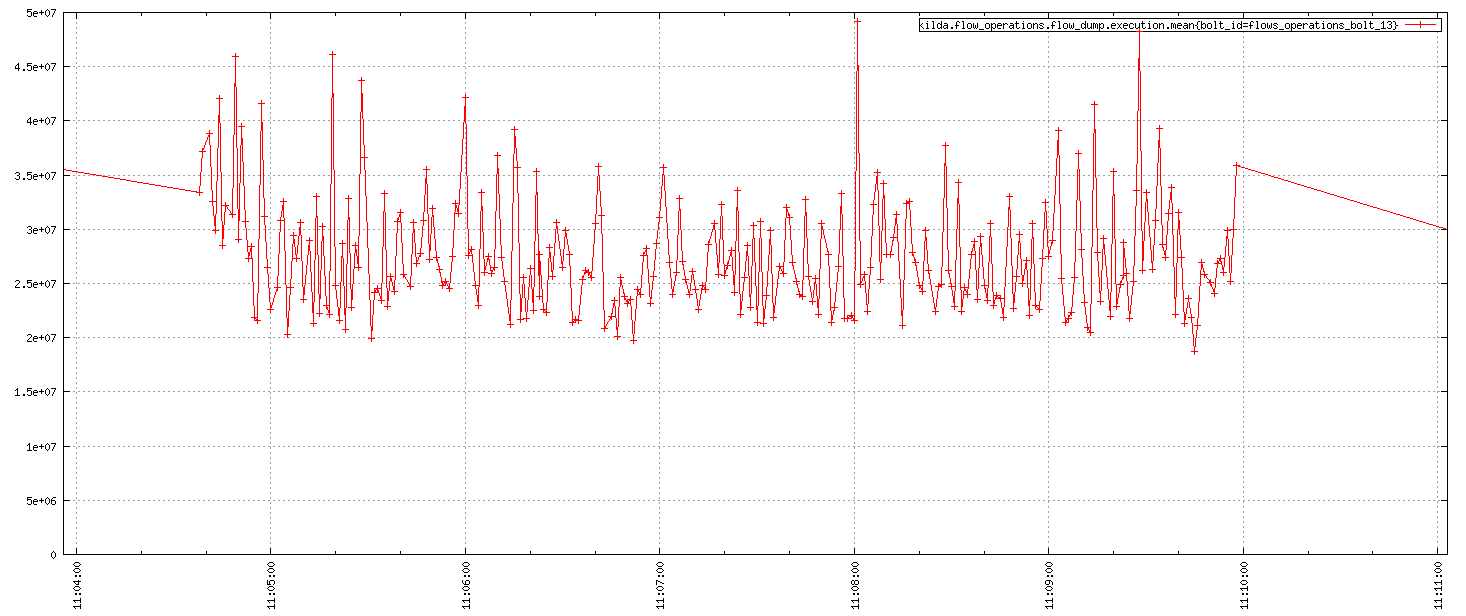 5e+07
kilda.flow_operations.flow_dump.execution.mean{bolt_id=flows_operations_bolt_13}
4.5e+07
4e+07
3.5e+07
3e+07
2.5e+07
2e+07
1.5e+07
1e+07
5e+06
0
11:04:00
11:05:00
11:06:00
11:07:00
11:08:00
11:09:00
11:10:00
11:11:00